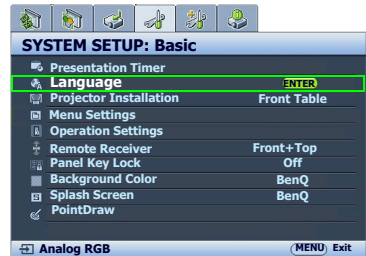 SYSTEM SETUP: Basic
Presentation Timer
Language ENTER
Projector Installation Front Table
Menu Settings
Operation Settings
Remote Receiver Front+Top
Panel Key Lock Off
Background Color BenQ
Splash Screen BenQ
PointDraw
Analog RGB MENU Exit